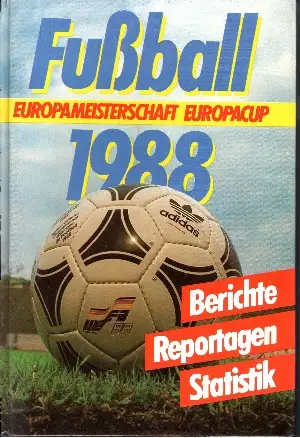 Fußball
EUROPAMEISTERSCHAFT EUROPACUP
1988
adidas
Berichte
Reportagen
Statistik